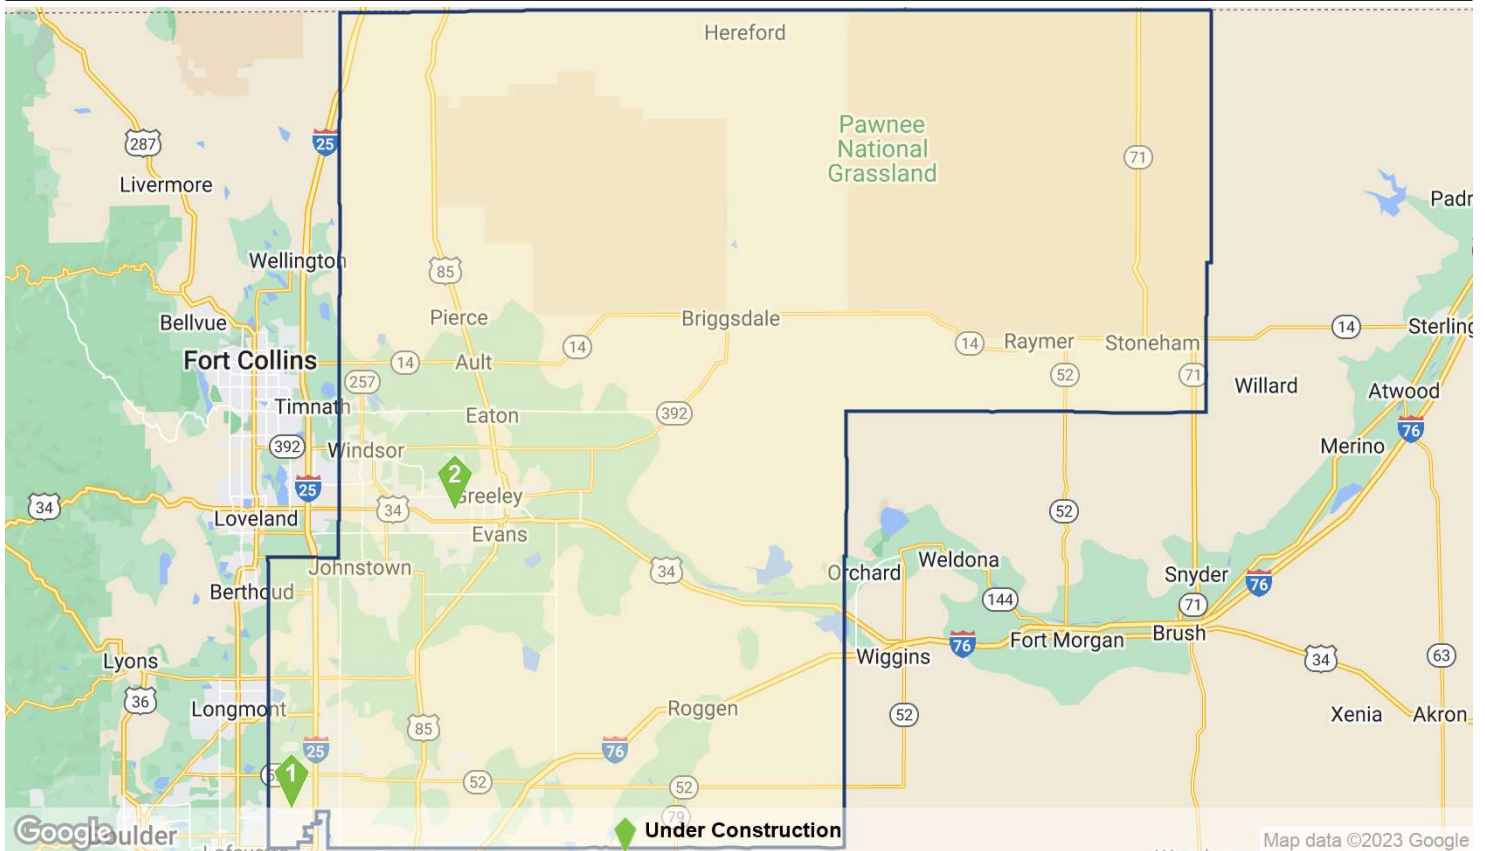 Hereford
Pawnee
National
Grassland
25
287
71
Livermore
Padr
Wellington
85
Pierce
Briggsdale
Bellvue
14
14
Sterling
Fort Collins
14
Ault
14
Raymer
Stoneham
257
52
71
Willard
Atwood
Timnath
Eaton
392
76
392
Windsor
Merino
2
25
34
34
Greeley
52
Loveland
Evans
Johnstown
34
Orchard
Weldona
Snyder
76
Berthoud
144
71
Fort Morgan
Brush
76
Lyons
Wiggins
34
63
36
Longmont
Roggen
52
Xenia
Akron
85
25
76
1
52
52
79
Google
Boulder
Under Construction
Map data ©2023 Google